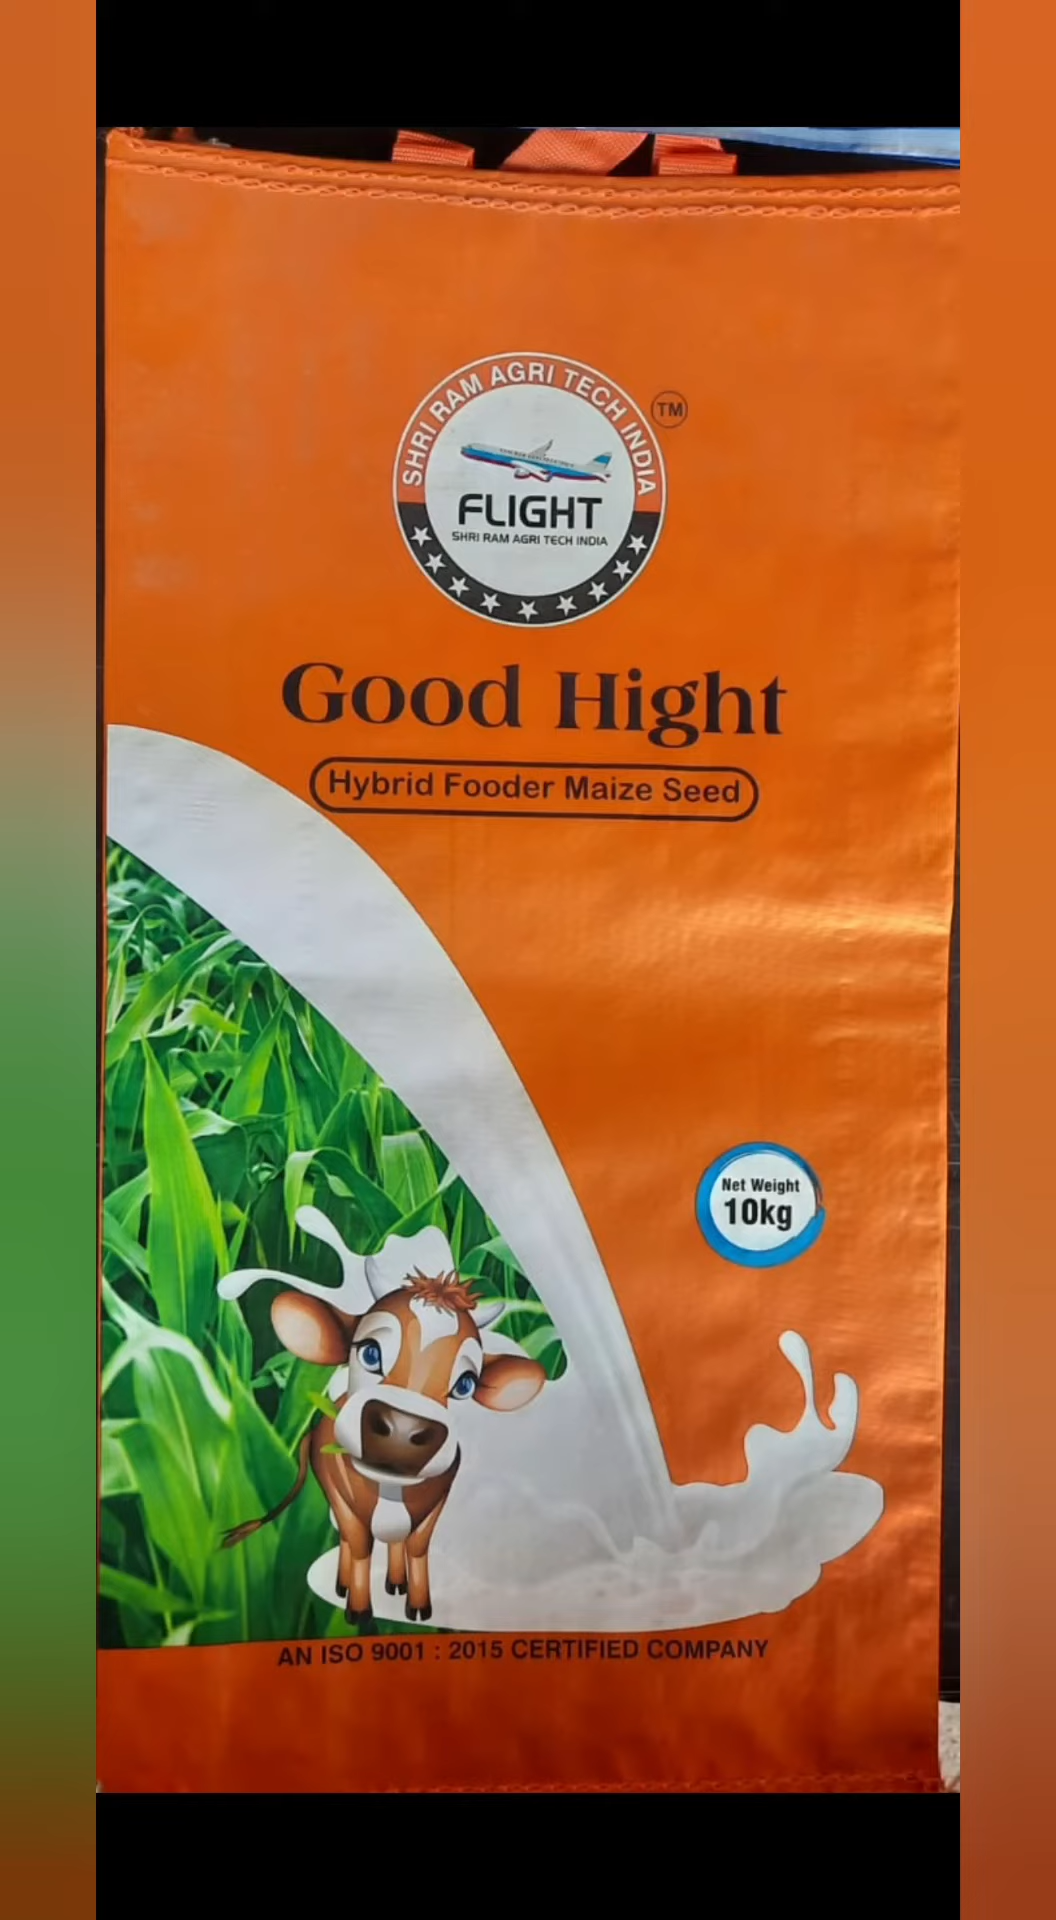 SHRI RAM AGRI TECH INDIA
TM
FLIGHT
SHRI RAM AGRI TECH INDIA
Good Hight
Hybrid Fooder Maize Seed
Net Weight
10kg
AN ISO 9001 : 2015 CERTIFIED COMPANY